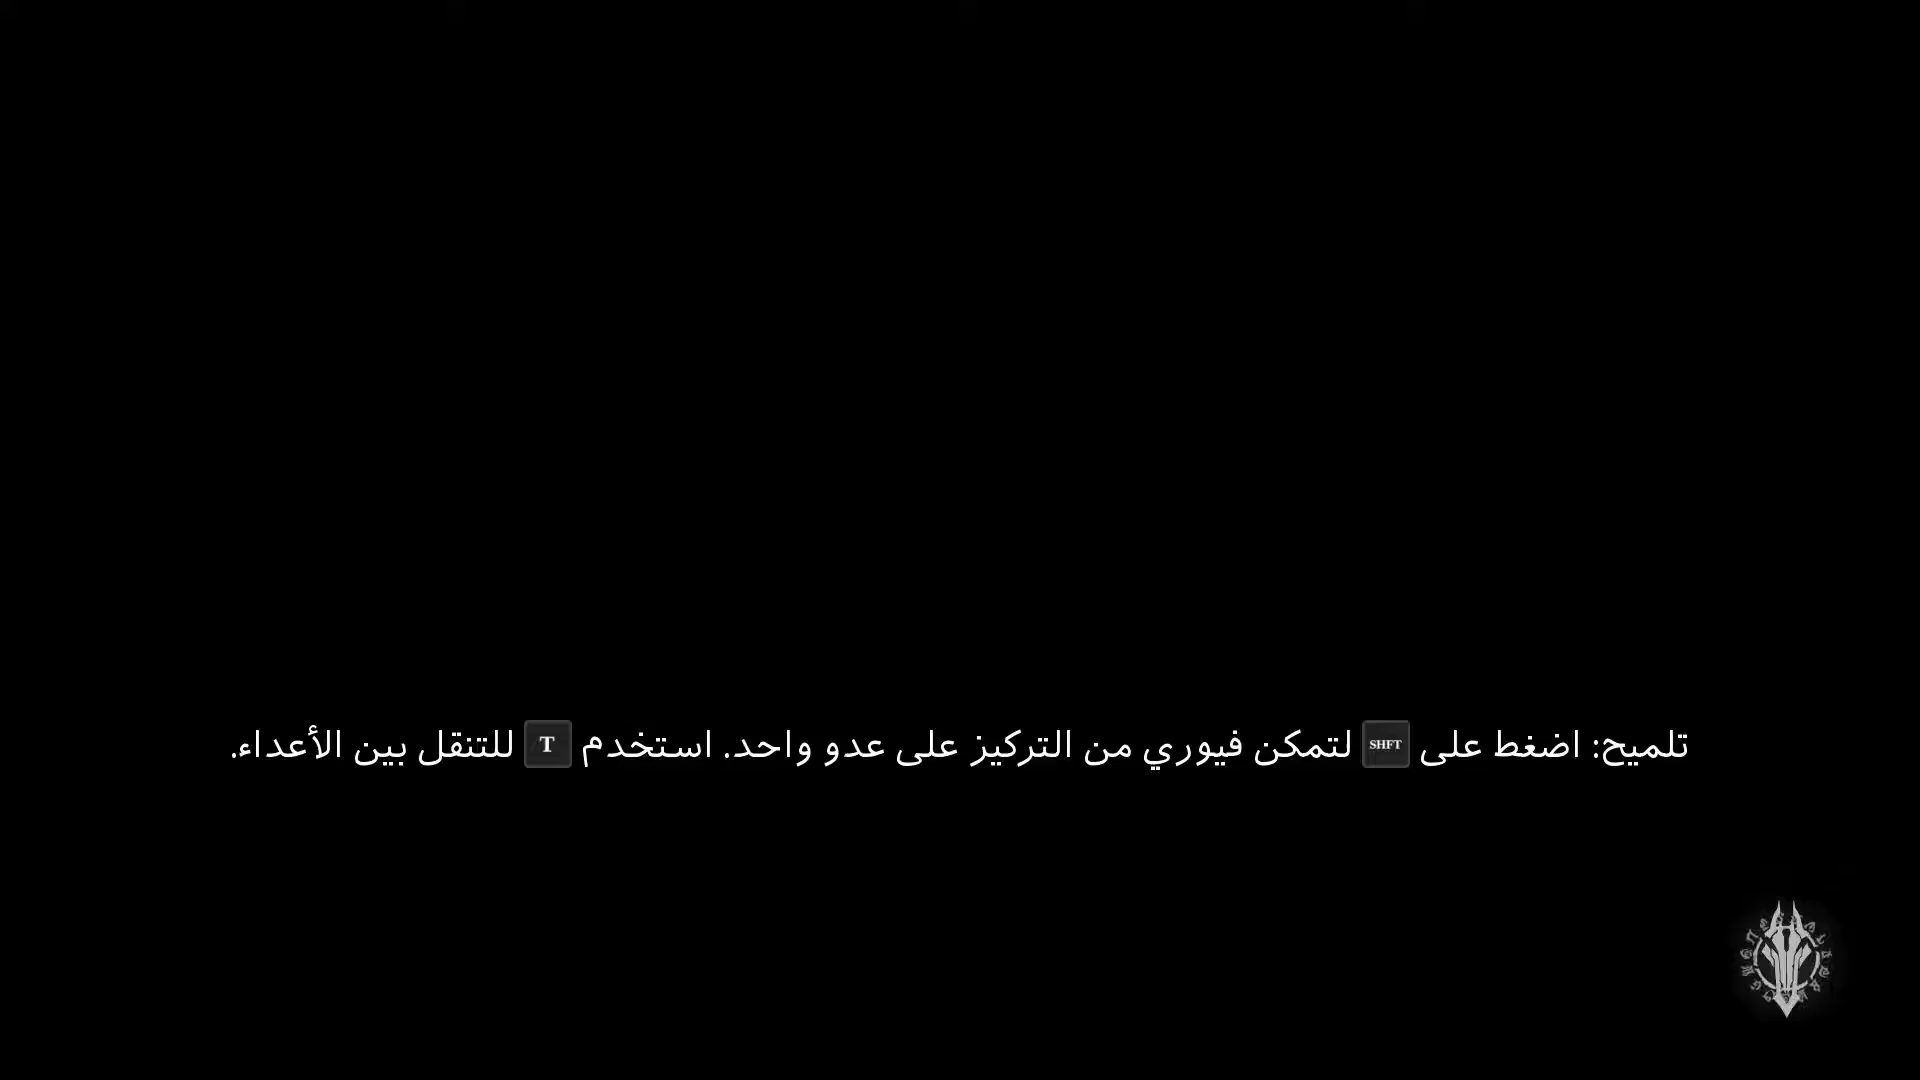 تلميح: اضغط على SHFT لتمكن فيوري من التركيز على عدو واحد. استخدم T للتنقل بين الأعداء.